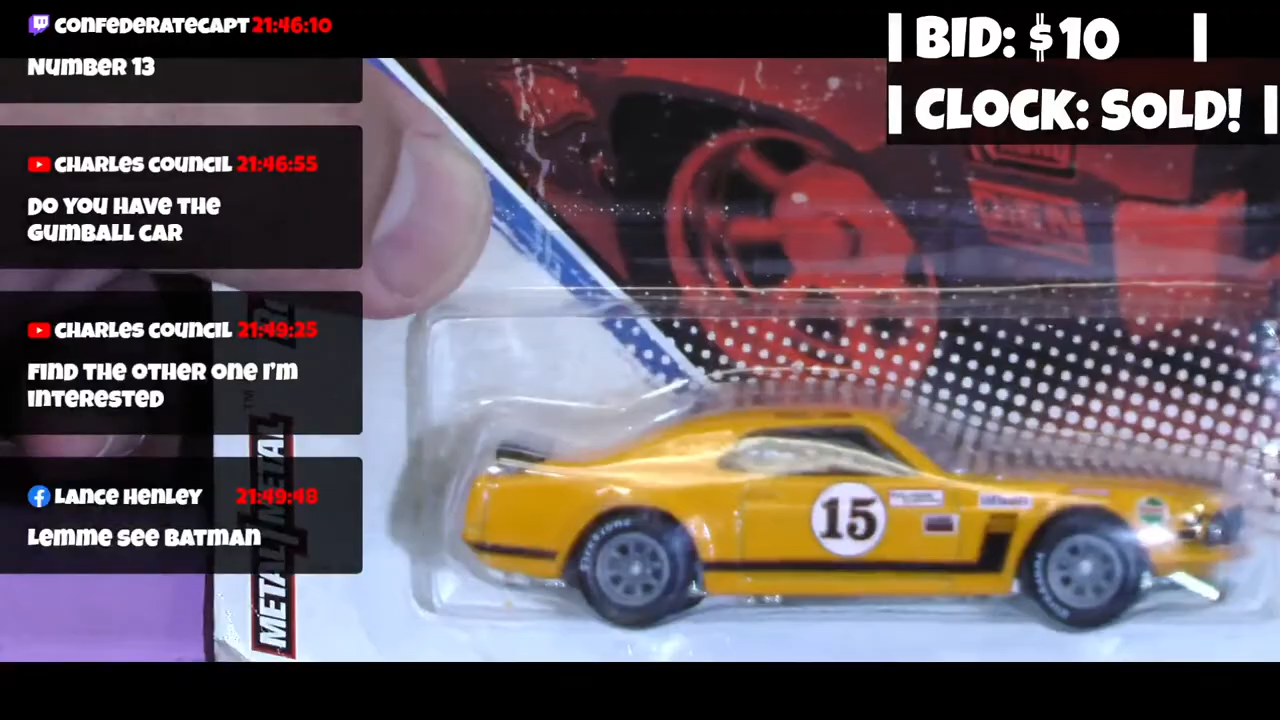 CONFEDERATECAPT 21:46:10
NUMBER 13
CHARLES COUNCIL 21:46:55
DO YOU HAVE THE
GUMBALL CAR
CHARLES COUNCIL 21:49:25
FIND THE OTHER ONE I'M
INTERESTED
LANCE HENLEY 21:49:48
LEMME SEE BATMAN
| BID: $10 |
| CLOCK: SOLD! |
METAL/METAL™
15